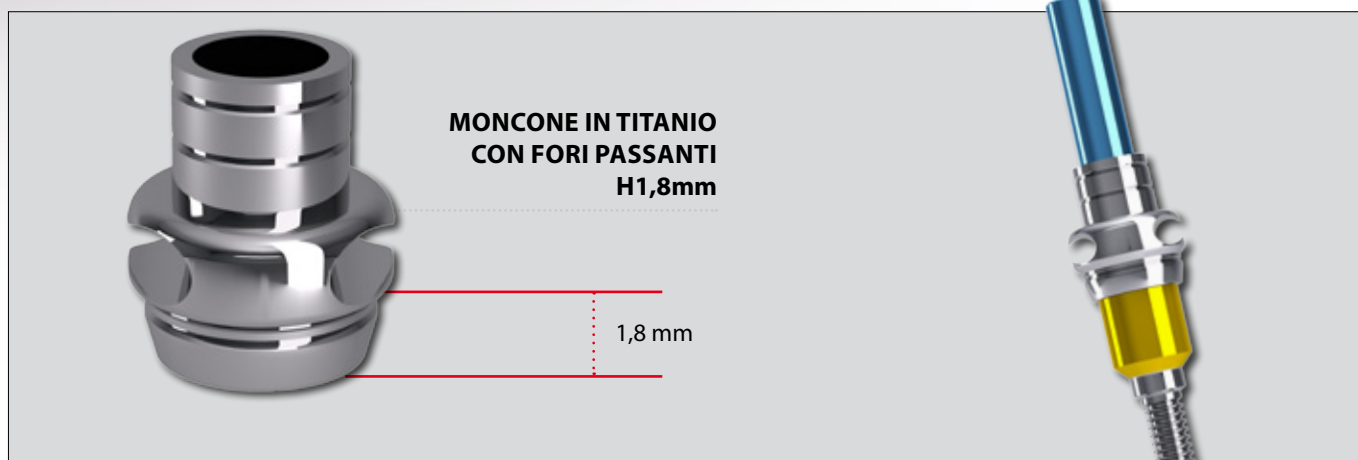 MONCONE IN TITANIO
CON FORI PASSANTI
H1,8mm
1,8 mm